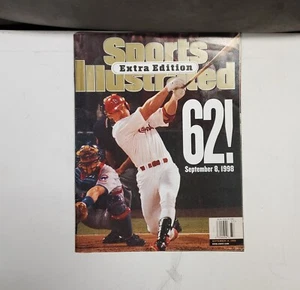 Sports
Extra Edition
Illustrated
62!
September 8, 1998